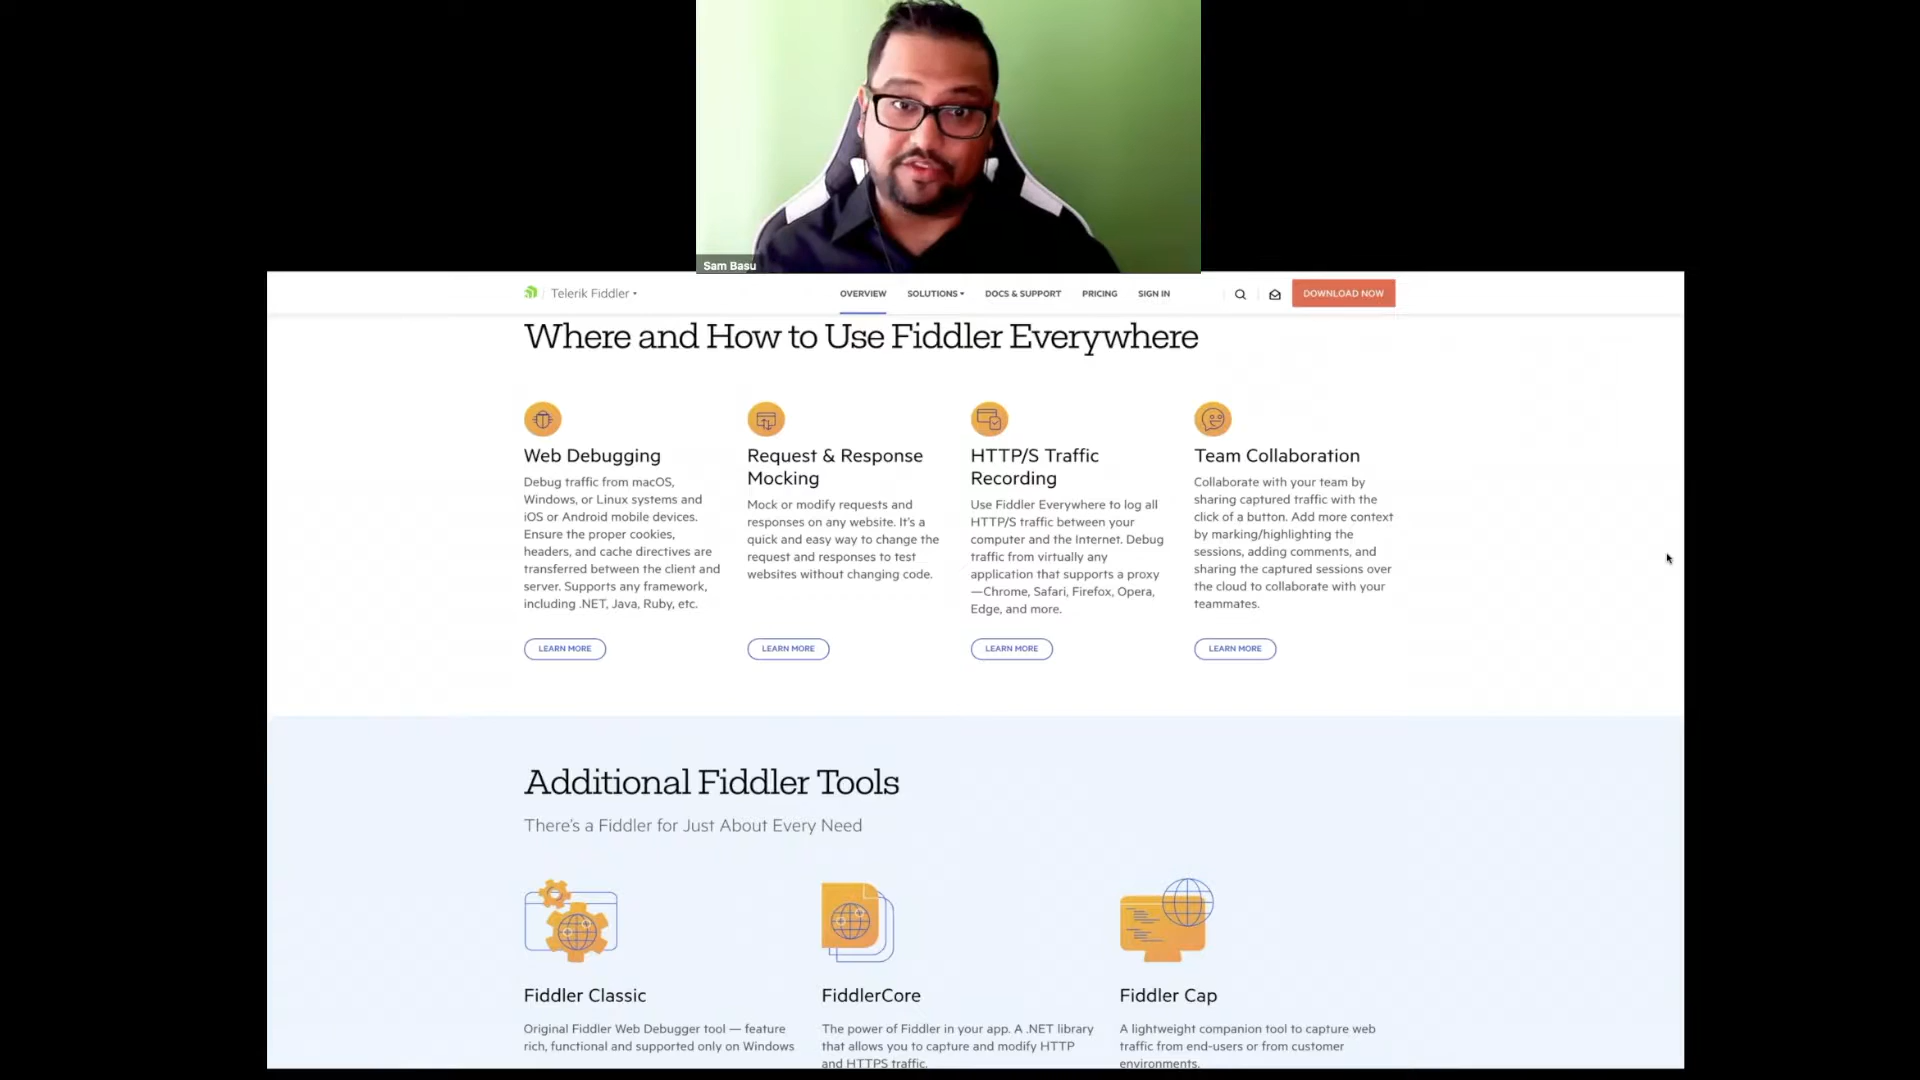 Sam Basu
Telerik Fiddler
OVERVIEW
SOLUTIONS
DOCS & SUPPORT
PRICING
SIGN IN
DOWNLOAD NOW
Where and How to Use Fiddler Everywhere
Web Debugging
Debug traffic from macOS,
Windows, or Linux systems and
iOS or Android mobile devices.
Ensure the proper cookies,
headers, and cache directives are
transferred between the client and
server. Supports any framework,
including .NET, Java, Ruby, etc.
LEARN MORE
Request & Response
Mocking
Mock or modify requests and
responses on any website. It's a
quick and easy way to change the
request and responses to test
websites without changing code.
LEARN MORE
HTTP/S Traffic
Recording
Use Fiddler Everywhere to log all
HTTP/S traffic between your
computer and the Internet. Debug
traffic from virtually any
application that supports a proxy
—Chrome, Safari, Firefox, Opera,
Edge, and more.
LEARN MORE
Team Collaboration
Collaborate with your team by
sharing captured traffic with the
click of a button. Add more context
by marking/highlighting the
sessions, adding comments, and
sharing the captured sessions over
the cloud to collaborate with your
teammates.
LEARN MORE
Additional Fiddler Tools
There's a Fiddler for Just About Every Need
Fiddler Classic
Original Fiddler Web Debugger tool — feature
rich, functional and supported only on Windows
FiddlerCore
The power of Fiddler in your app. A .NET library
that allows you to capture and modify HTTP
and HTTPS traffic.
Fiddler Cap
A lightweight companion tool to capture web
traffic from end-users or from customer
environments.